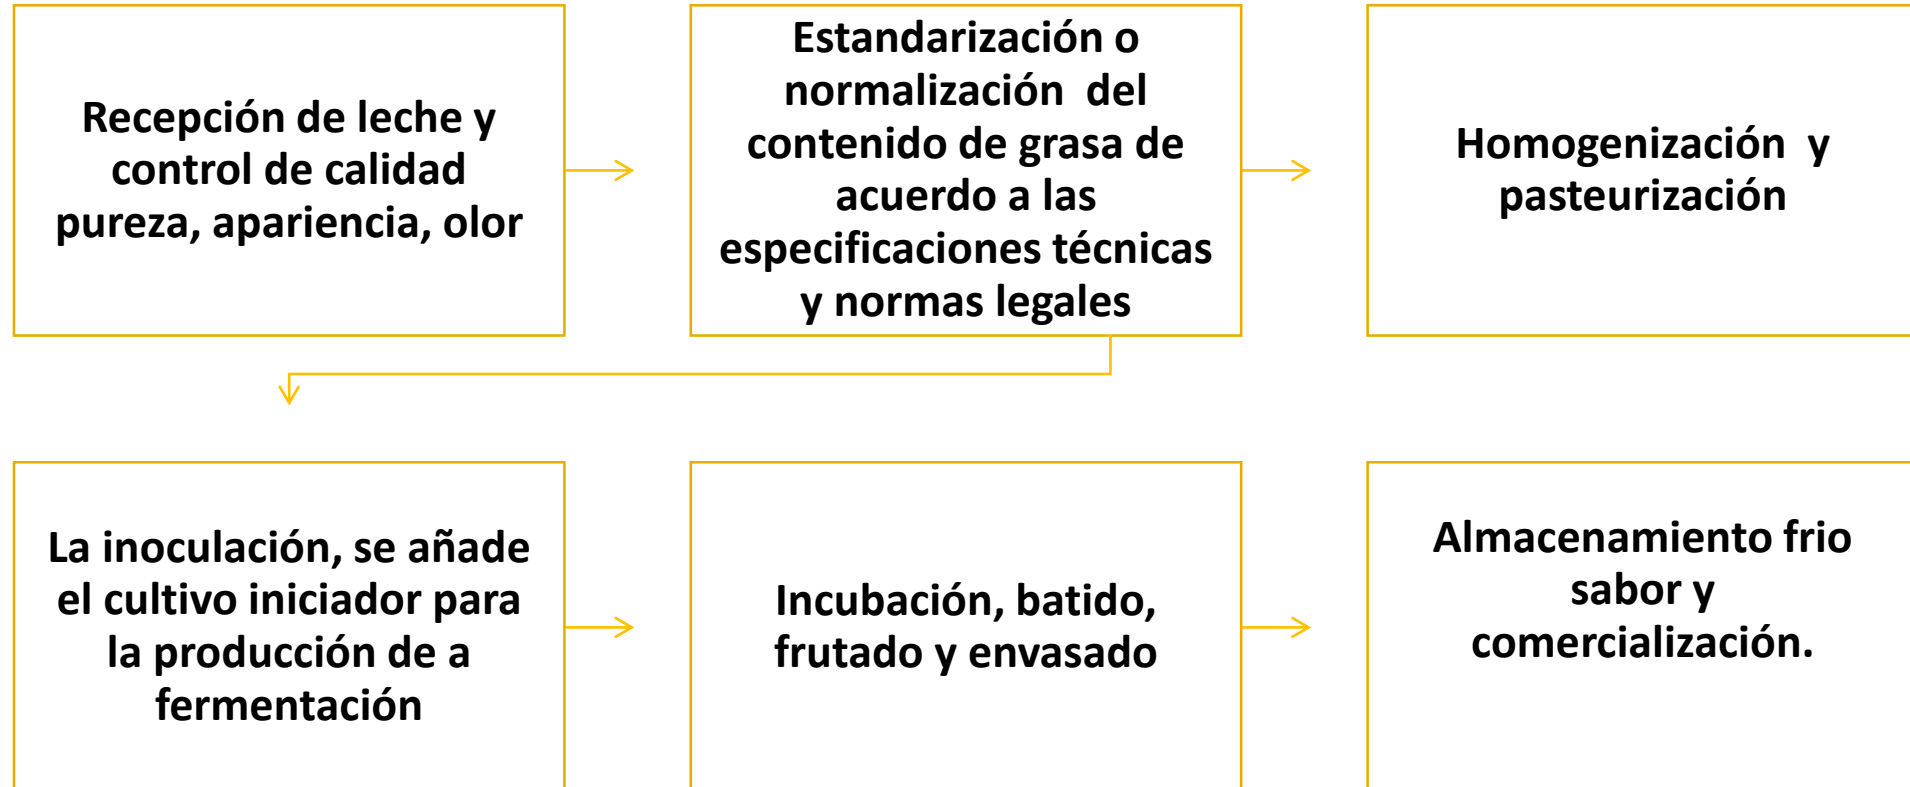 Recepción de leche y
control de calidad
pureza, apariencia, olor
Estandarización o
normalización  del
contenido de grasa de
acuerdo a las
especificaciones técnicas
y normas legales
Homogenización  y
pasteurización
La inoculación, se añade
el cultivo iniciador para
la producción de a
fermentación
Incubación, batido,
frutado y envasado
Almacenamiento frio
sabor y
comercialización.